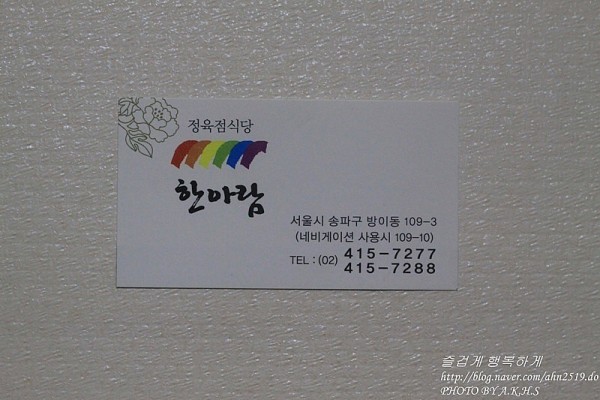 정육점식당
한아람
서울시 송파구 방이동 109-3
(네비게이션 사용시 109-10)
TEL : (02) 415-7277
415-7288
즐겁게 행복하게
http://blog.naver.com/ahn2519.do
PHOTO BY A.K.H.S